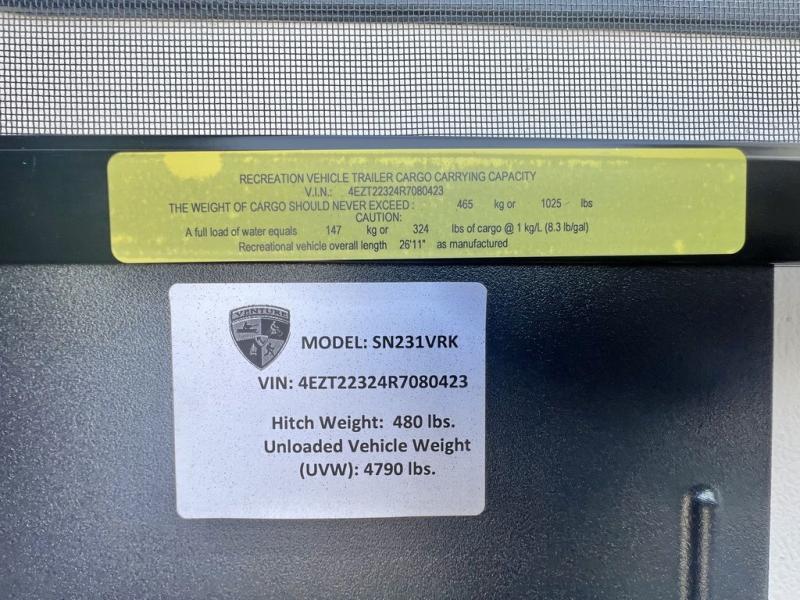 RECREATION VEHICLE TRAILER CARGO CARRYING CAPACITY
V.I.N.: 4EZT22324R7080423
THE WEIGHT OF CARGO SHOULD NEVER EXCEED : 465 kg or 1025 lbs
CAUTION:
A full load of water equals 147 kg or 324 lbs of cargo @ 1 kg/L (8.3 lb/gal)
Recreational vehicle overall length 26'11" as manufactured
VENTURE
MODEL: SN231VRK
VIN: 4EZT22324R7080423
Hitch Weight: 480 lbs.
Unloaded Vehicle Weight
(UVW): 4790 lbs.